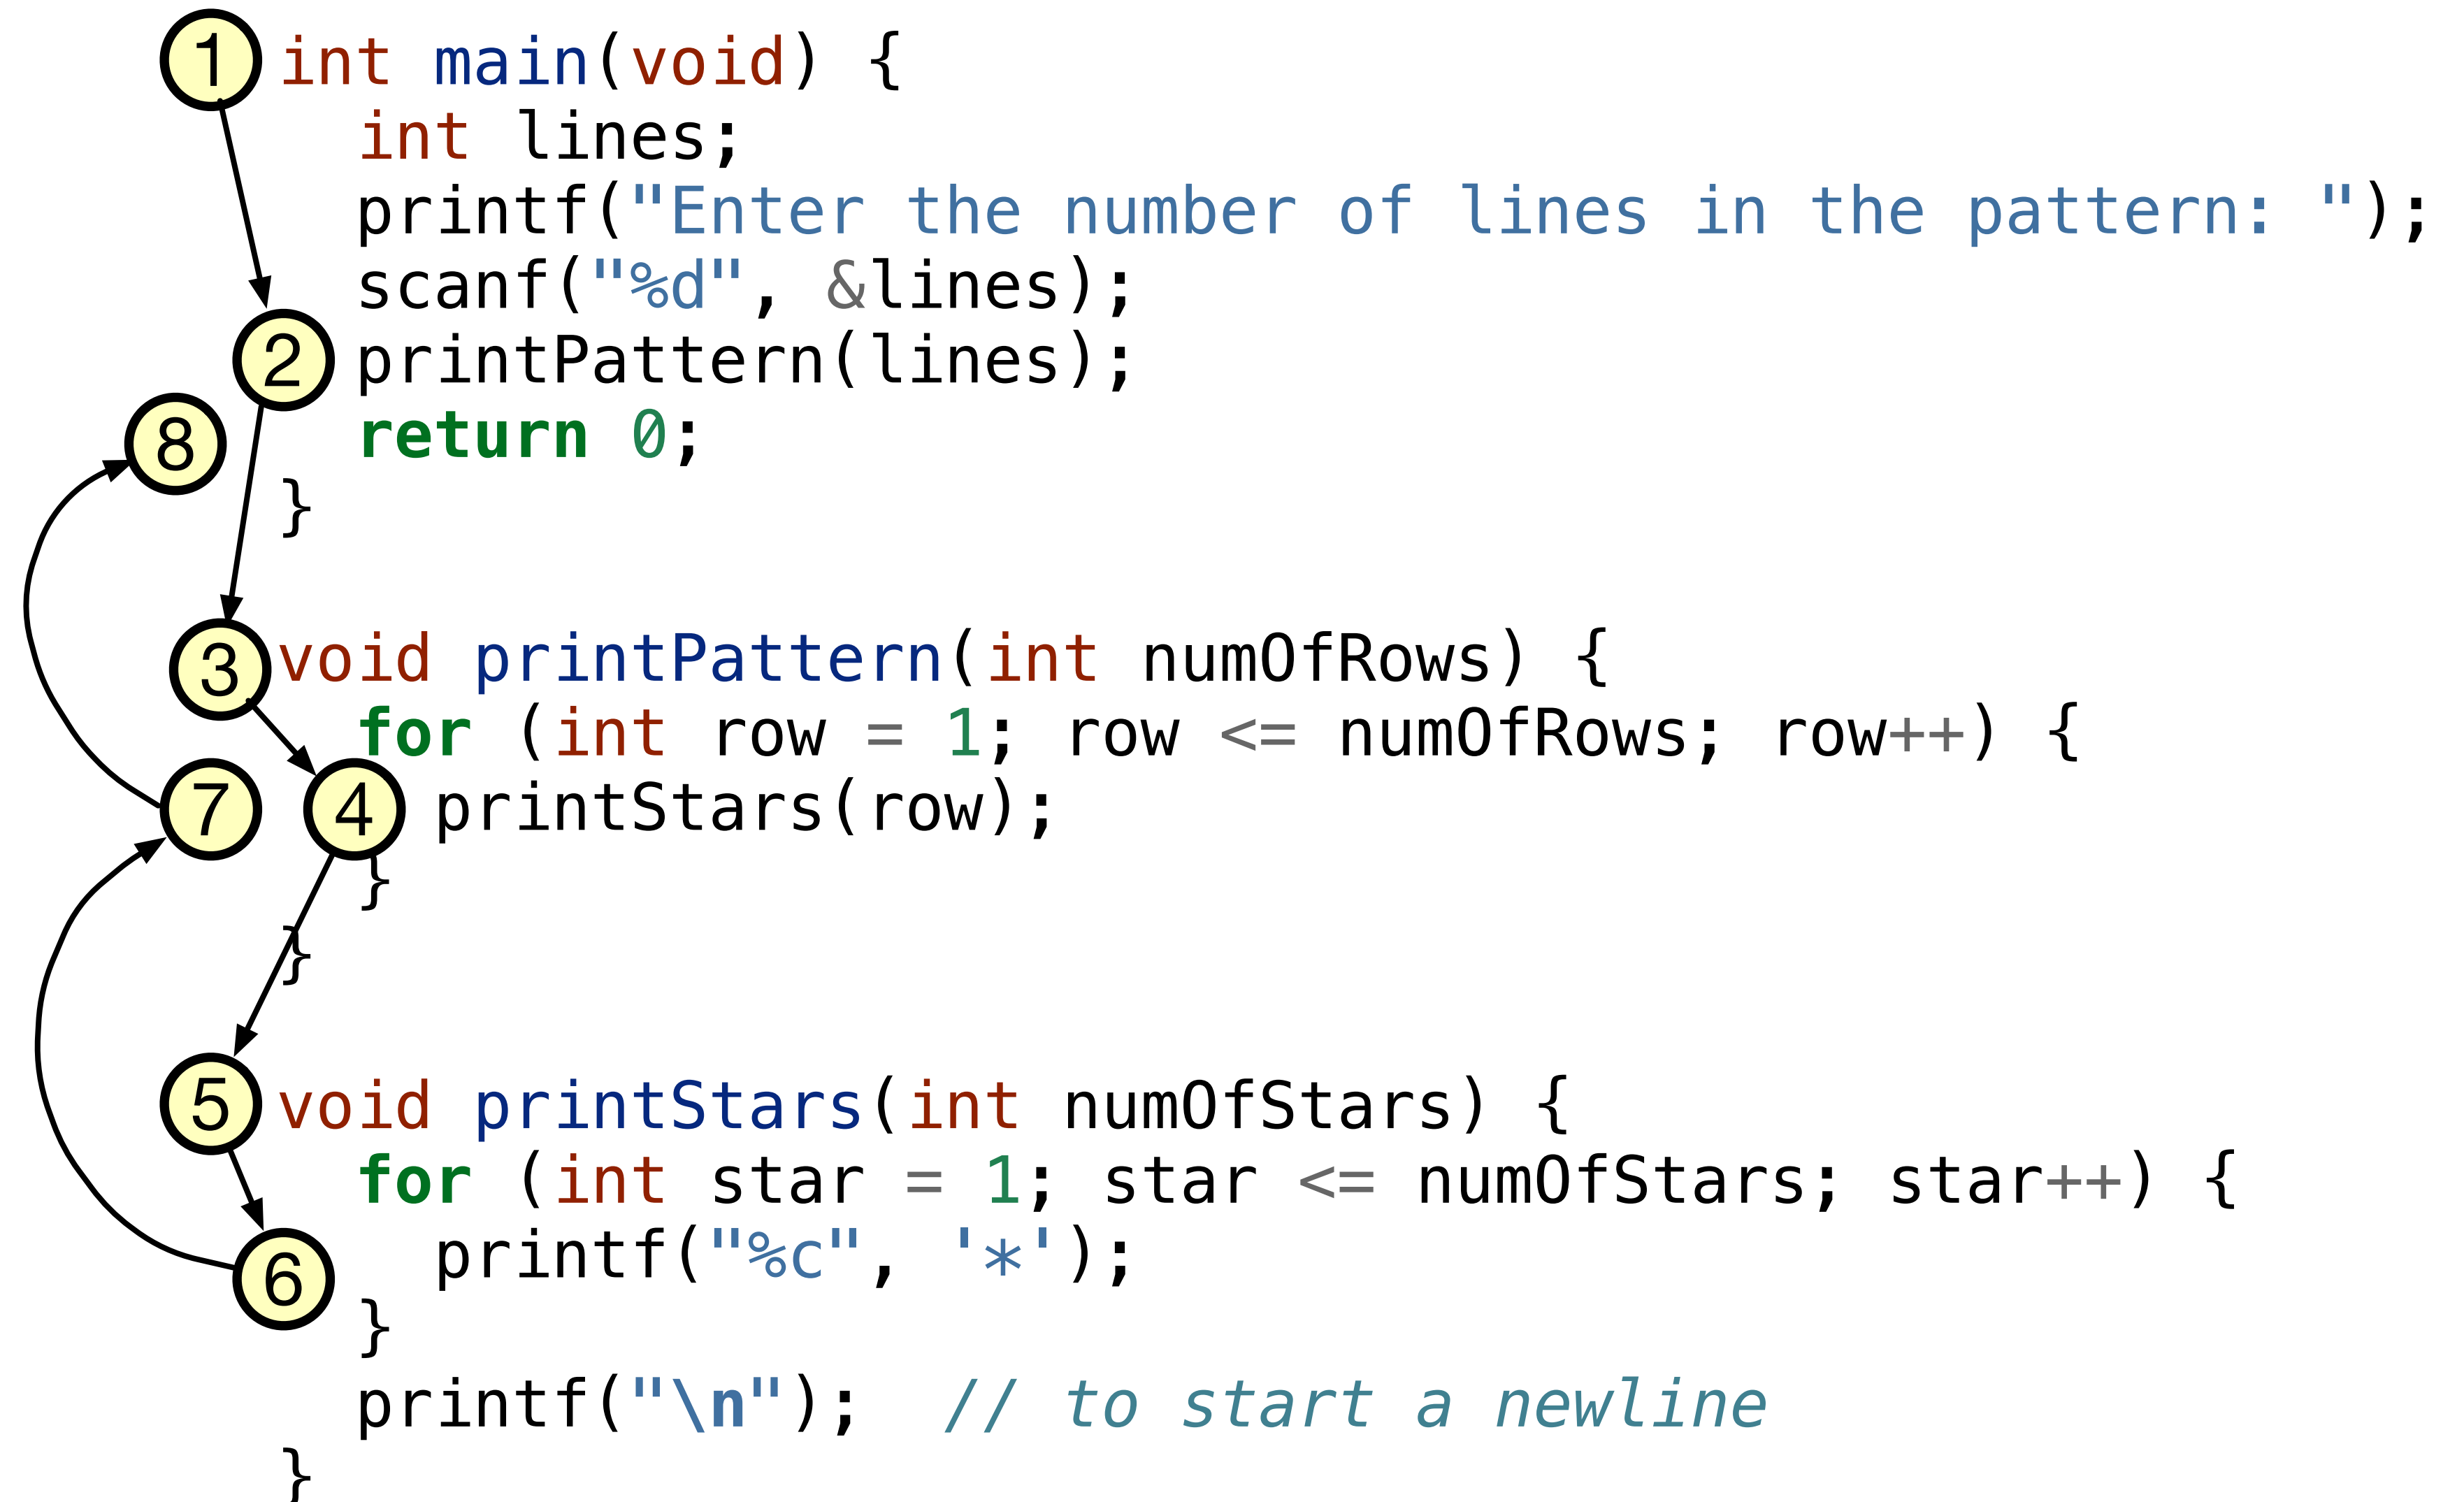 1 int main(void) {
int lines;
printf("Enter the number of lines in the pattern: ");
scanf("%d", &lines);
2 printPattern(lines);
8 return 0;
}
3 void printPattern(int numOfRows) {
for (int row = 1; row <= numOfRows; row++) {
7 4 printStars(row);
}
}
5 void printStars(int numOfStars) {
for (int star = 1; star <= numOfStars; star++) {
6 printf("%c", '*');
}
printf("\n"); // to start a newline
}